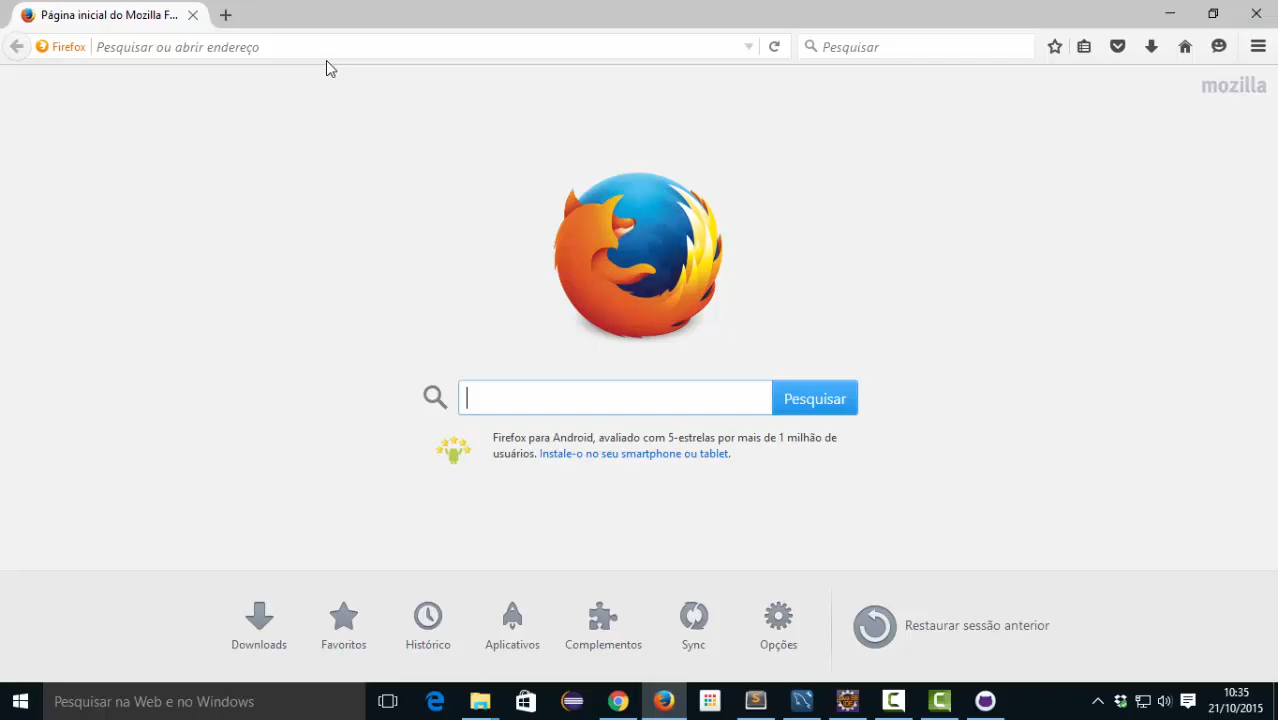 Página inicial do Mozilla F...
Firefox
Pesquisar ou abrir endereço
Pesquisar
mozilla
Pesquisar
Firefox para Android, avaliado com 5-estrelas por mais de 1 milhão de
usuários. Instale-o no seu smartphone ou tablet.
Downloads
Favoritos
Histórico
Aplicativos
Complementos
Sync
Opções
Restaurar sessão anterior
Pesquisar na Web e no Windows
10:35
21/10/2015